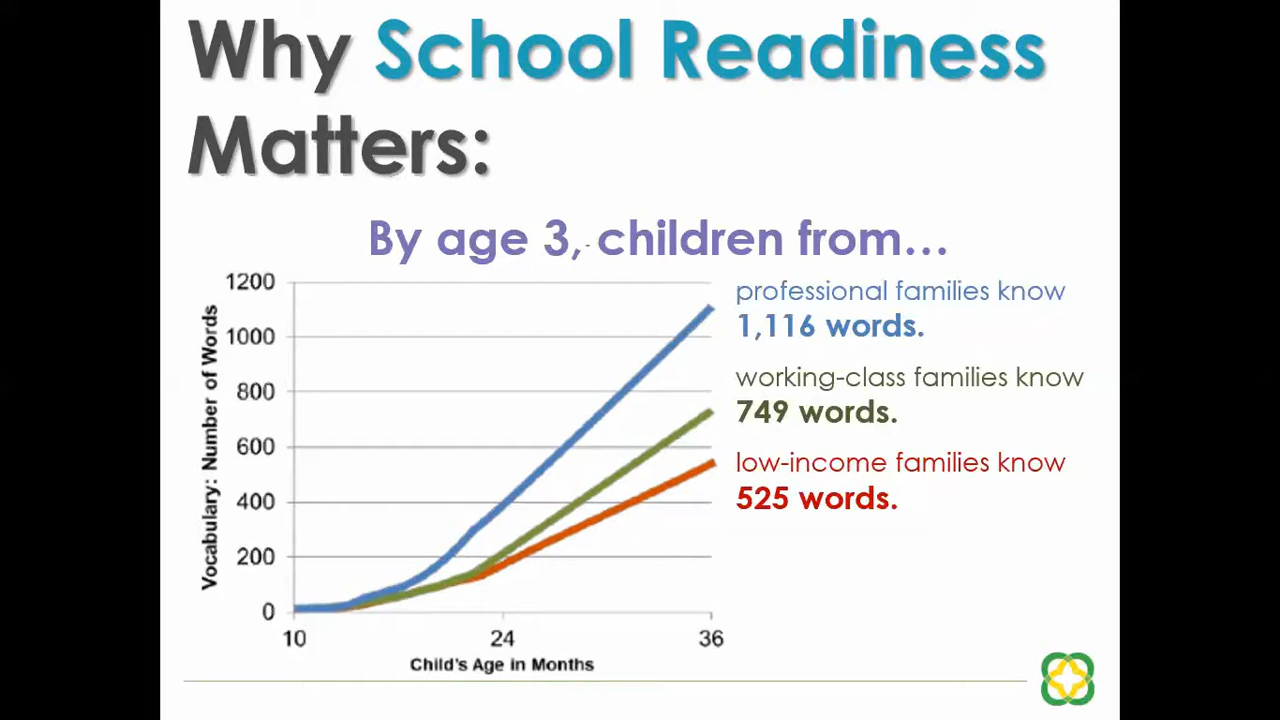 Why School Readiness
Matters:
By age 3, children from...
professional families know
1,116 words.
working-class families know
749 words.
low-income families know
525 words.
Vocabulary: Number of Words
1200
1000
800
600
400
200
0
10
24
36
Child's Age in Months